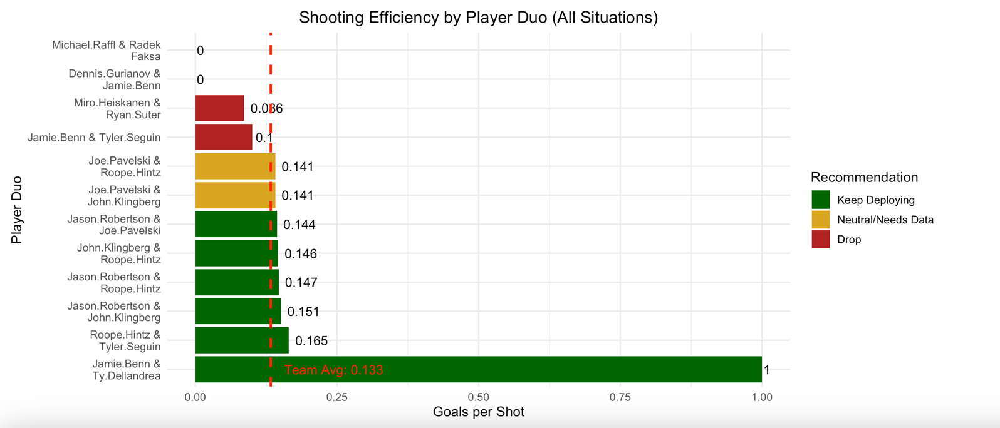 Shooting Efficiency by Player Duo (All Situations)
Michael.Raffl & Radek
Faksa
0
Dennis.Gurianov &
Jamie.Benn
0
Miro.Heiskanen &
Ryan.Suter
0.086
Jamie.Benn & Tyler.Seguin
0.1
Joe.Pavelski &
Roope.Hintz
0.141
Joe.Pavelski &
John.Klingberg
0.141
Jason.Robertson &
Joe.Pavelski
0.144
John.Klingberg &
Roope.Hintz
0.146
Jason.Robertson &
Roope.Hintz
0.147
Jason.Robertson &
John.Klingberg
0.151
Roope.Hintz &
Tyler.Seguin
0.165
Jamie.Benn &
Ty.Dellandrea
Team Avg: 0.133
1
0.00 0.25 0.50 0.75 1.00
Goals per Shot
Player Duo
Recommendation
Keep Deploying
Neutral/Needs Data
Drop